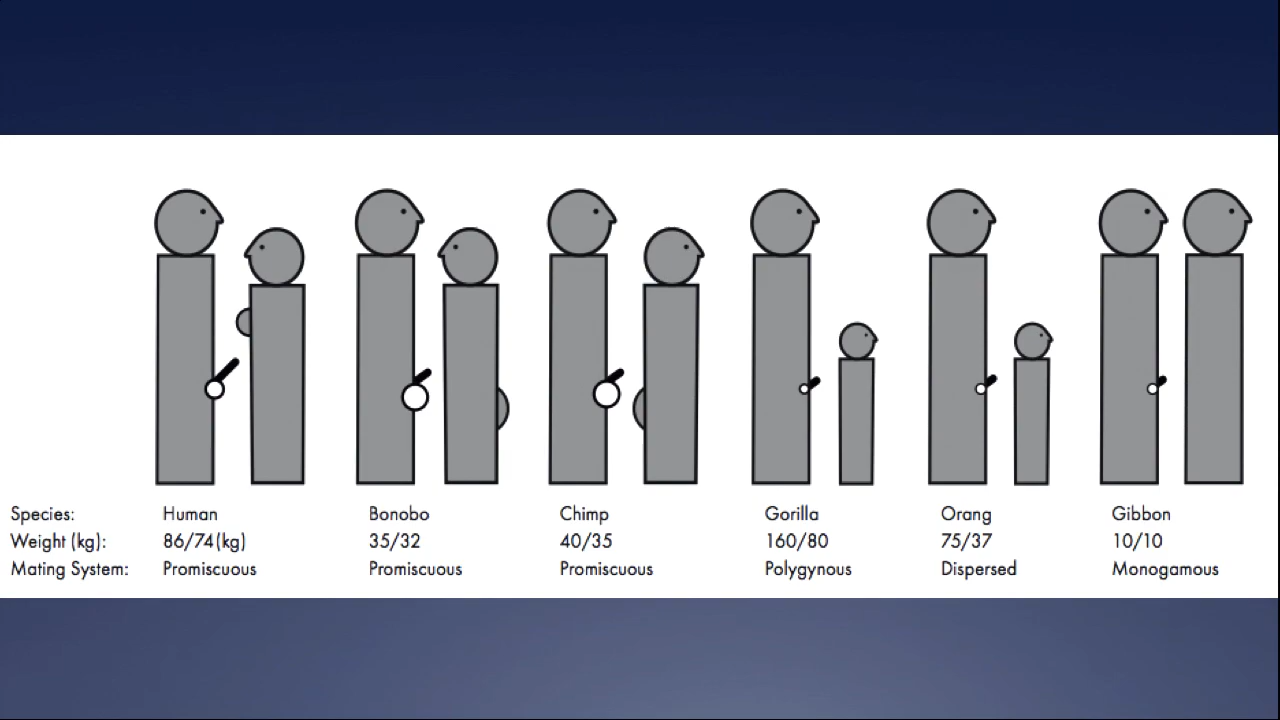 Species: Human Bonobo Chimp Gorilla Orang Gibbon
Weight (kg): 86/74(kg) 35/32 40/35 160/80 75/37 10/10
Mating System: Promiscuous Promiscuous Promiscuous Polygynous Dispersed Monogamous